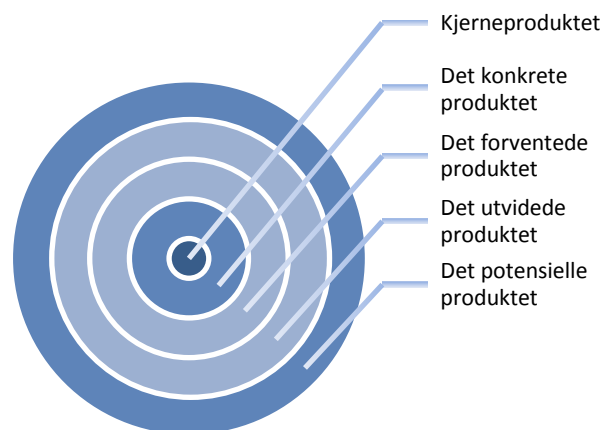 Kjerneproduktet
Det konkrete
produktet
Det forventede
produktet
Det utvidede
produktet
Det potensielle
produktet